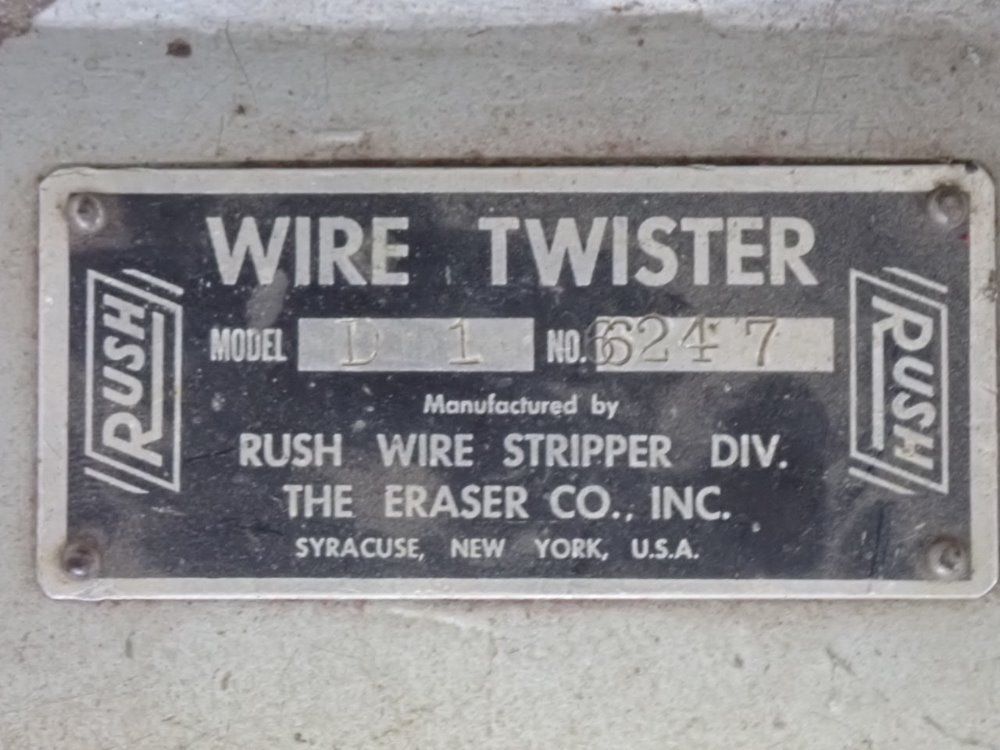 WIRE TWISTER
MODEL D 1 NO. 66247
Manufactured by
RUSH WIRE STRIPPER DIV.
THE ERASER CO., INC.
SYRACUSE, NEW YORK, U.S.A.
RUSH
RUSH